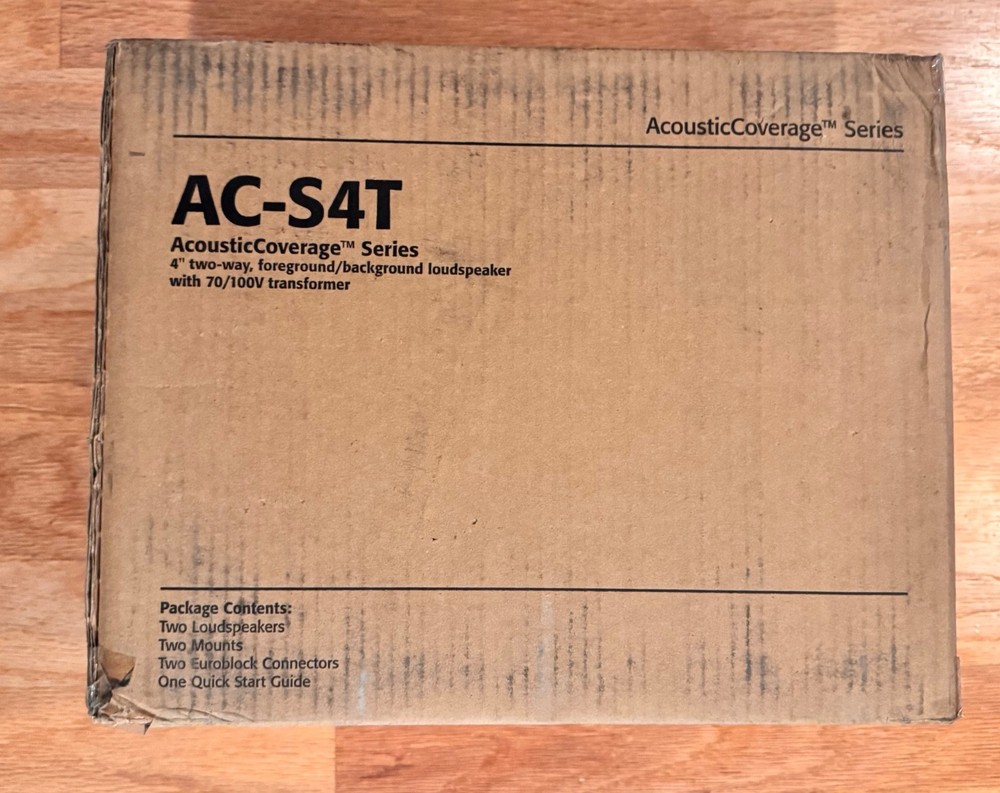 AcousticCoverage™ Series
AC-S4T
AcousticCoverage™ Series
4" two-way, foreground/background loudspeaker
with 70/100V transformer
Package Contents:
Two Loudspeakers
Two Mounts
Two Euroblock Connectors
One Quick Start Guide